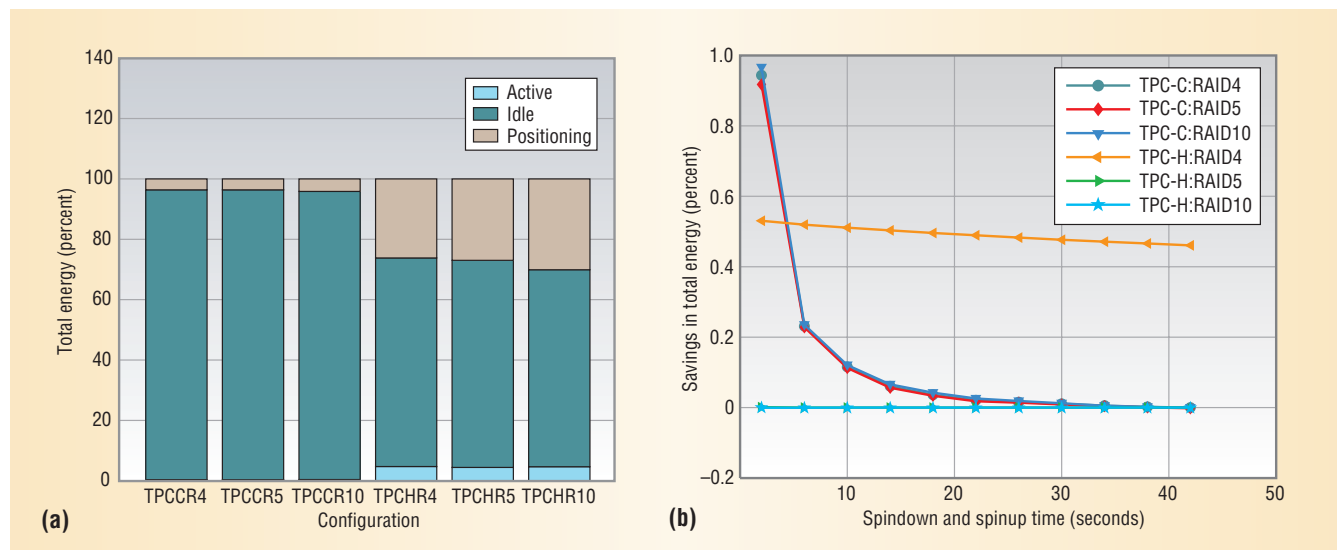 140
120
100
80
60
40
20
0
Total energy (percent)
Active
Idle
Positioning
TPCCR4 TPCCR5 TPCCR10 TPCHR4 TPCHR5 TPCHR10
Configuration
(a)
1.0
0.8
0.6
0.4
0.2
0
–0.2
Savings in total energy (percent)
TPC-C:RAID4
TPC-C:RAID5
TPC-C:RAID10
TPC-H:RAID4
TPC-H:RAID5
TPC-H:RAID10
10 20 30 40 50
Spindown and spinup time (seconds)
(b)